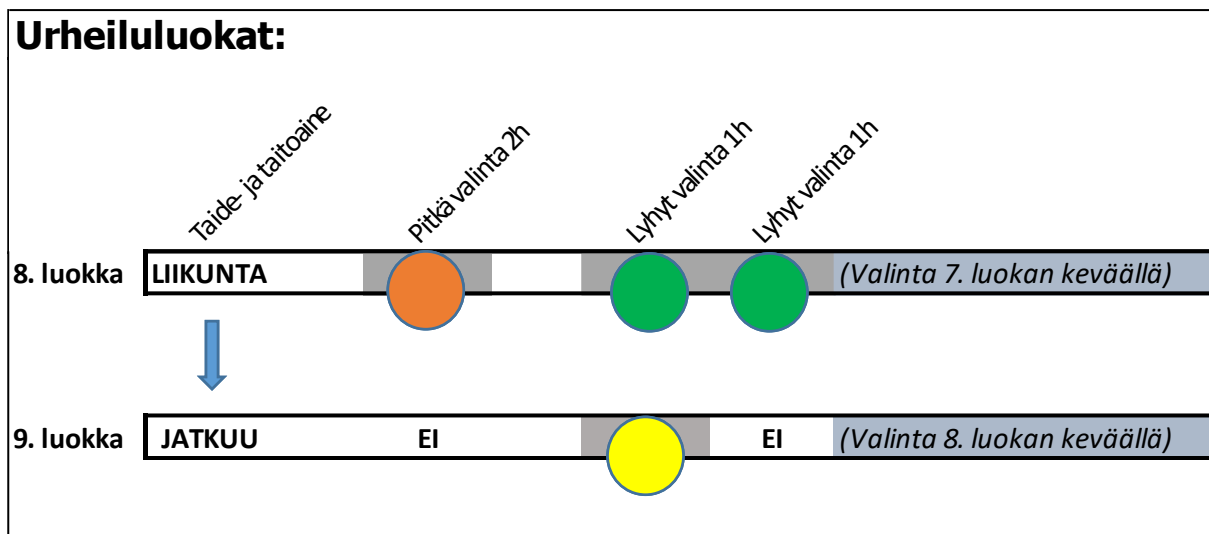 Urheiluluokat:
Taide- ja taitoaine
Pitkä valinta 2h
Lyhyt valinta 1h
Lyhyt valinta 1h
8. luokka LIIKUNTA (Valinta 7. luokan keväällä)
9. luokka JATKUU EI EI (Valinta 8. luokan keväällä)